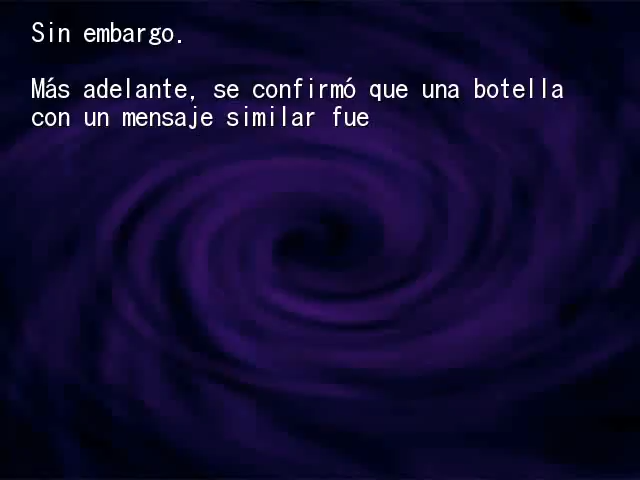 Sin embargo.
Más adelante, se confirmó que una botella
con un mensaje similar fue